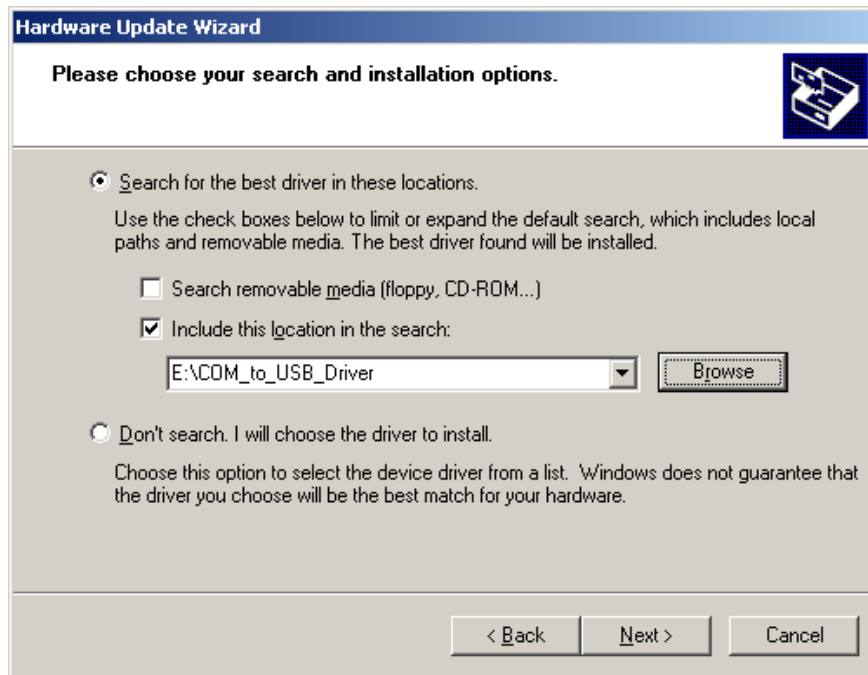 Hardware Update Wizard
Please choose your search and installation options.
Search for the best driver in these locations.
Use the check boxes below to limit or expand the default search, which includes local
paths and removable media. The best driver found will be installed.
Search removable media (floppy, CD-ROM...)
Include this location in the search:
E:\COM_to_USB_Driver
Browse
Don't search. I will choose the driver to install.
Choose this option to select the device driver from a list. Windows does not guarantee that
the driver you choose will be the best match for your hardware.
< Back
Next >
Cancel